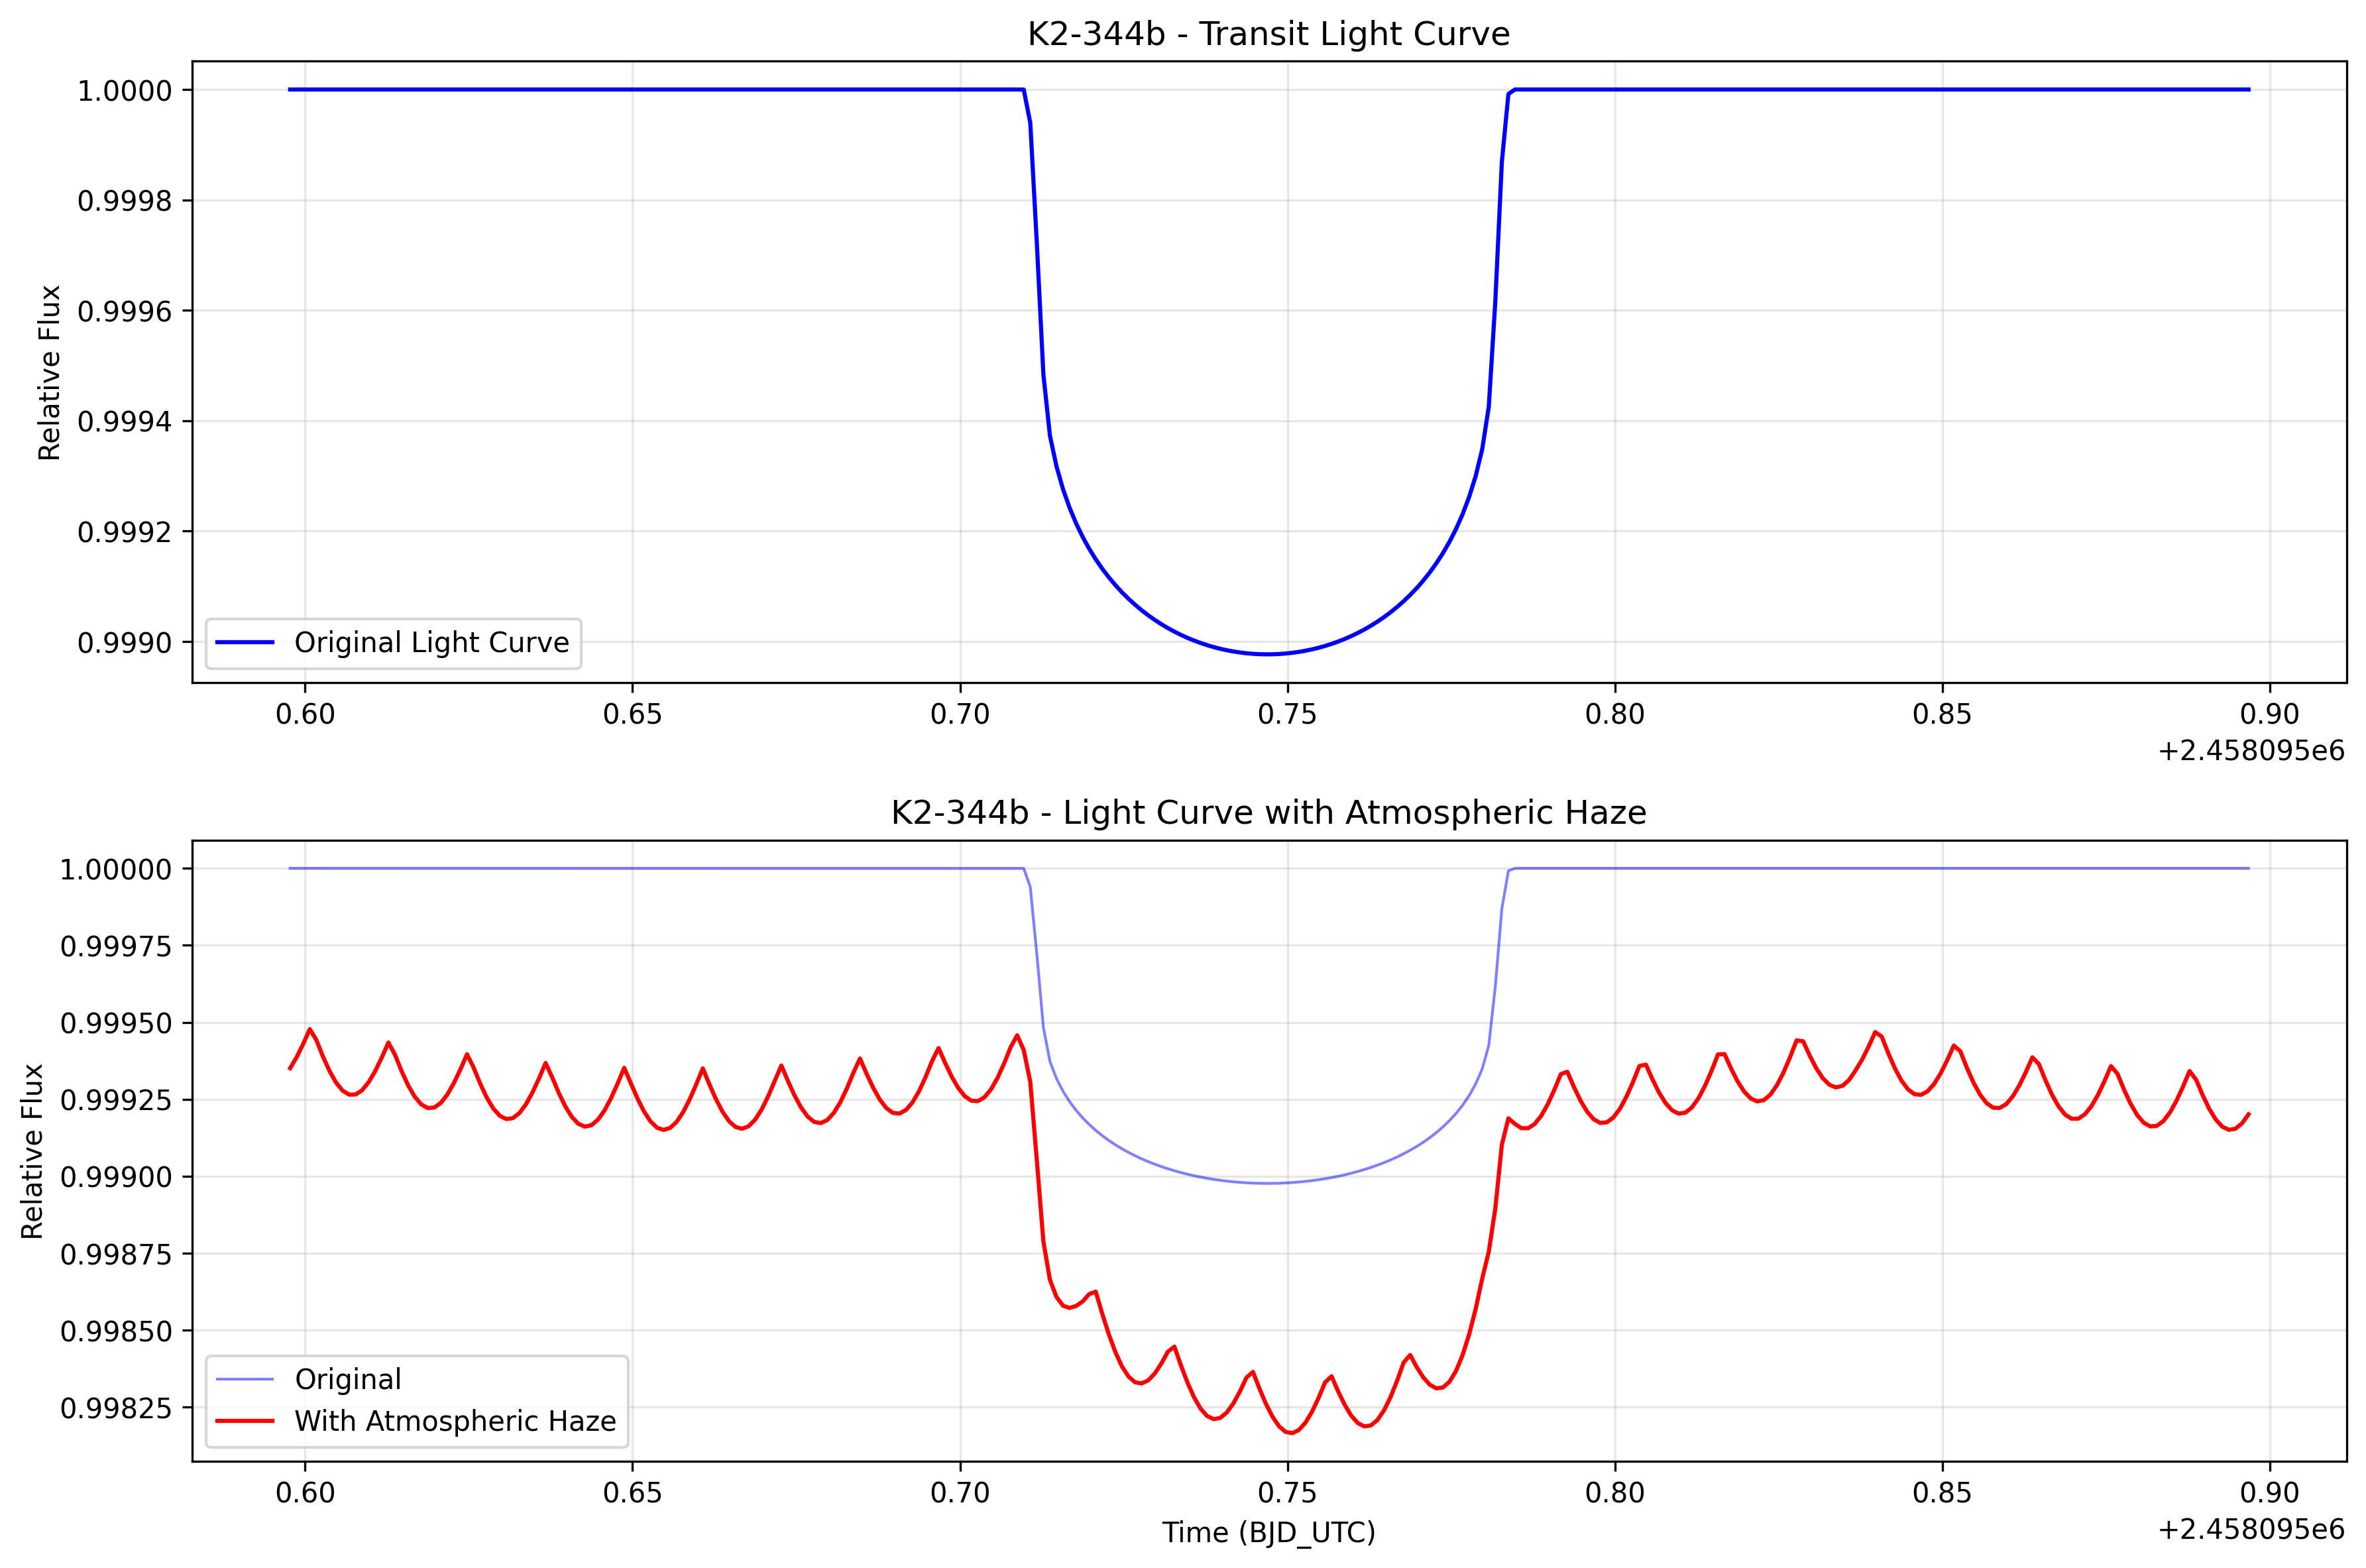 K2-344b - Transit Light Curve
1.0000
0.9998
0.9996
0.9994
0.9992
0.9990
Relative Flux
Original Light Curve
0.60 0.65 0.70 0.75 0.80 0.85 0.90
+2.458095e6
K2-344b - Light Curve with Atmospheric Haze
1.00000
0.99975
0.99950
0.99925
0.99900
0.99875
0.99850
0.99825
Relative Flux
Original
With Atmospheric Haze
0.60 0.65 0.70 0.75 0.80 0.85 0.90
+2.458095e6
Time (BJD_UTC)